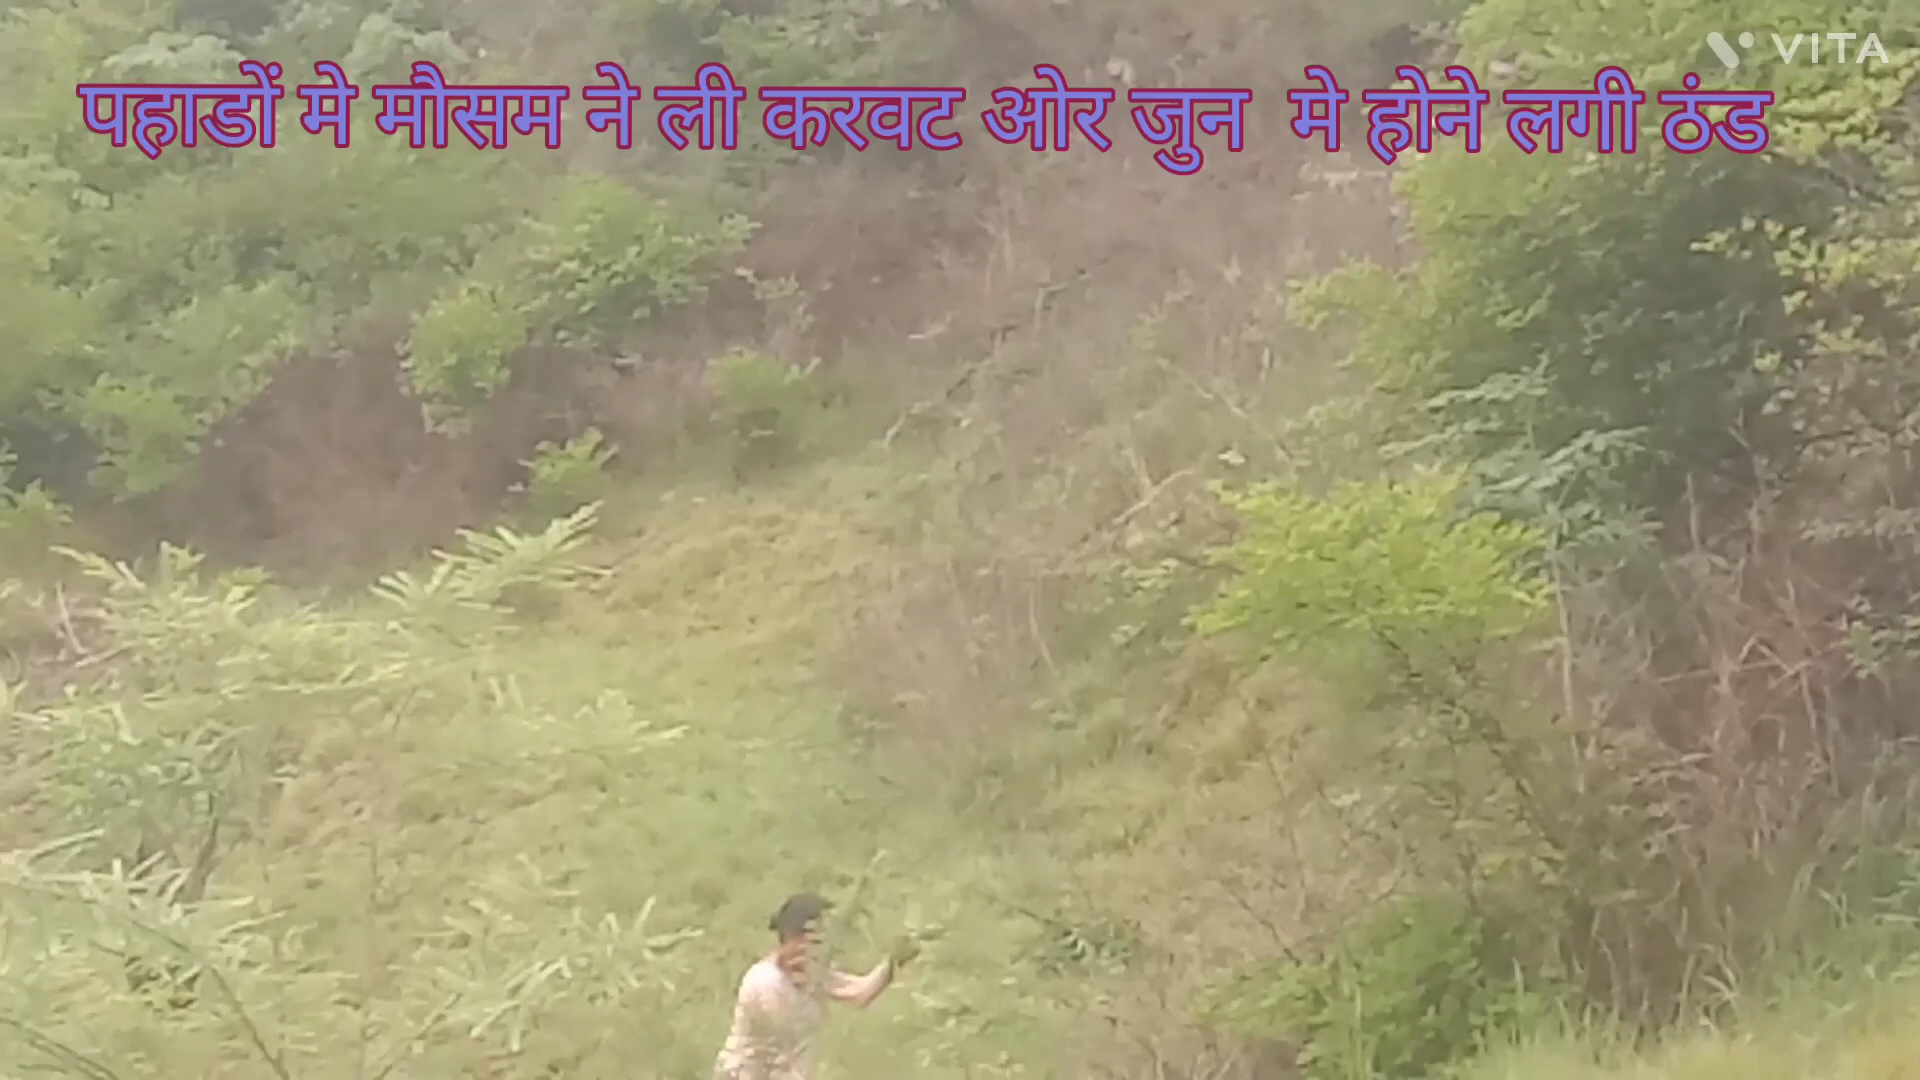 पहाडों मे मौसम ने ली करवट ओर जुन मे होने लगी ठंड
VITA